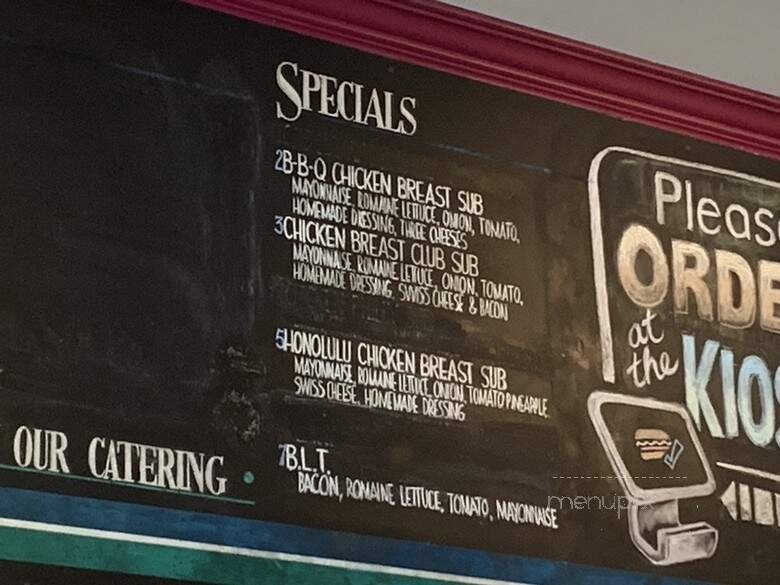 SPECIALS
2 B-B-Q CHICKEN BREAST SUB
MAYONNAISE, ROMAINE LETTUCE, ONION, TOMATO,
HOMEMADE DRESSING, THREE CHEESES
3 CHICKEN BREAST CLUB SUB
MAYONNAISE, ROMAINE LETTUCE, ONION, TOMATO,
HOMEMADE DRESSING, SWISS CHEESE & BACON
5 HONOLULU CHICKEN BREAST SUB
MAYONNAISE, ROMAINE LETTUCE, ONION, TOMATO PINEAPPLE,
SWISS CHEESE, HOMEMADE DRESSING
7 B.L.T.
BACON, ROMAINE LETTUCE, TOMATO, MAYONNAISE
OUR CATERING
Pleas
ORDE
at
the
KIOS
menupix